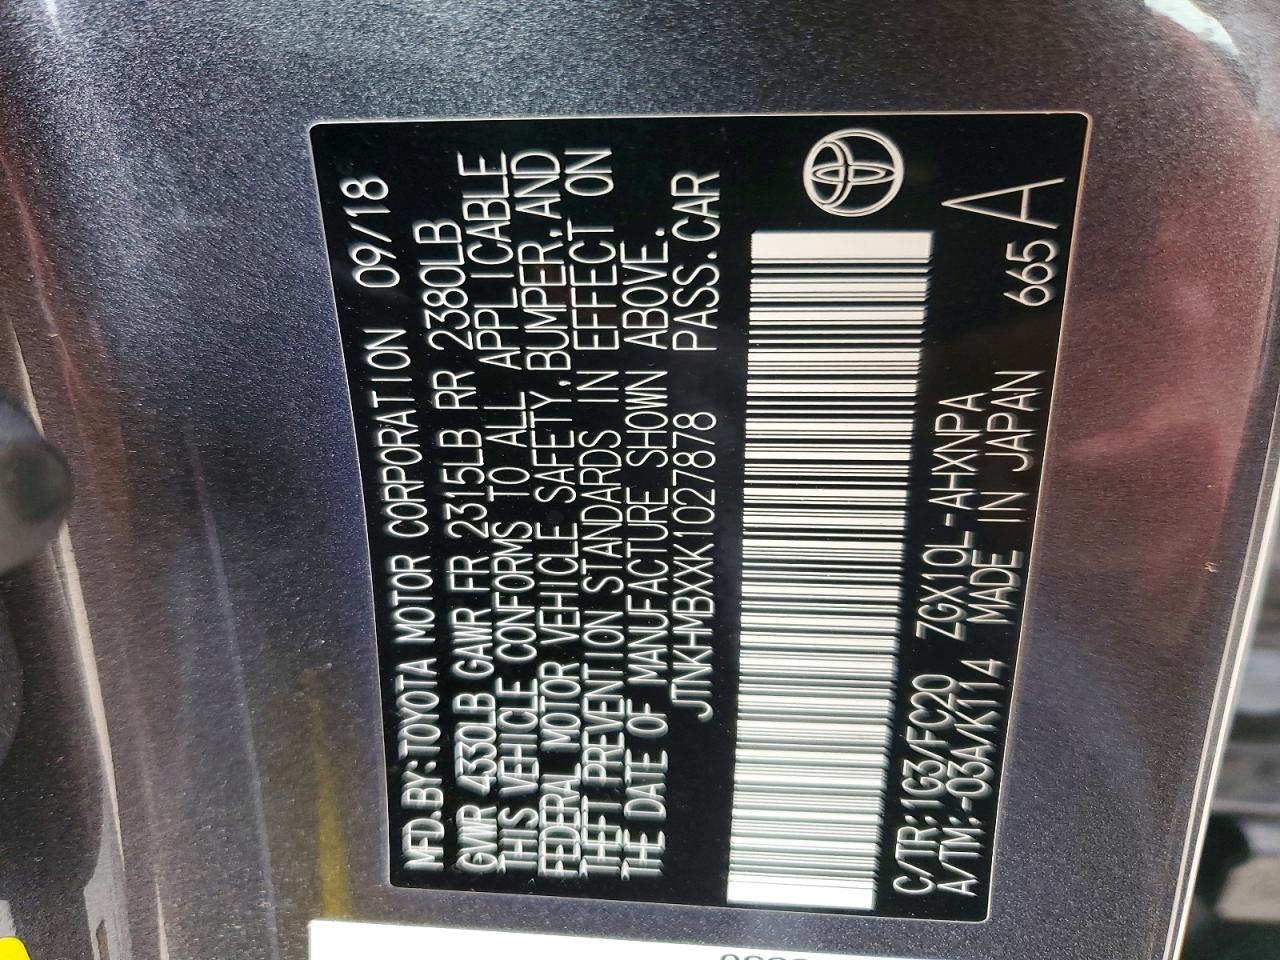 MFD.BY:TOYOTA MOTOR CORPORATION 09/18
GVWR 4330LB GAWR FR 2315LB RR 2380LB
THIS VEHICLE CONFORMS TO ALL APPLICABLE
FEDERAL MOTOR VEHICLE SAFETY,BUMPER,AND
THEFT PREVENTION STANDARDS IN EFFECT ON
THE DATE OF MANUFACTURE SHOWN ABOVE.
JTNKHMBXXK1027878 PASS.CAR
C/TR:1G3/FC20 ZGX10L-AHXNPA
A/TM:-03A/K114 MADE IN JAPAN 665 A